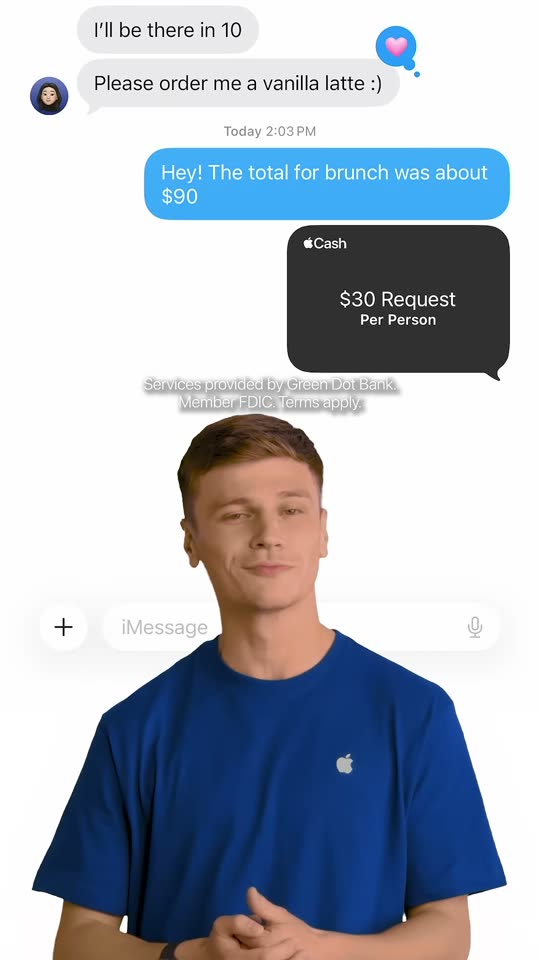 I’ll be there in 10
Please order me a vanilla latte :)
Today 2:03 PM
Hey! The total for brunch was about
$90
Cash
$30 Request
Per Person
Services provided by Green Dot Bank.
Member FDIC. Terms apply.
iMessage